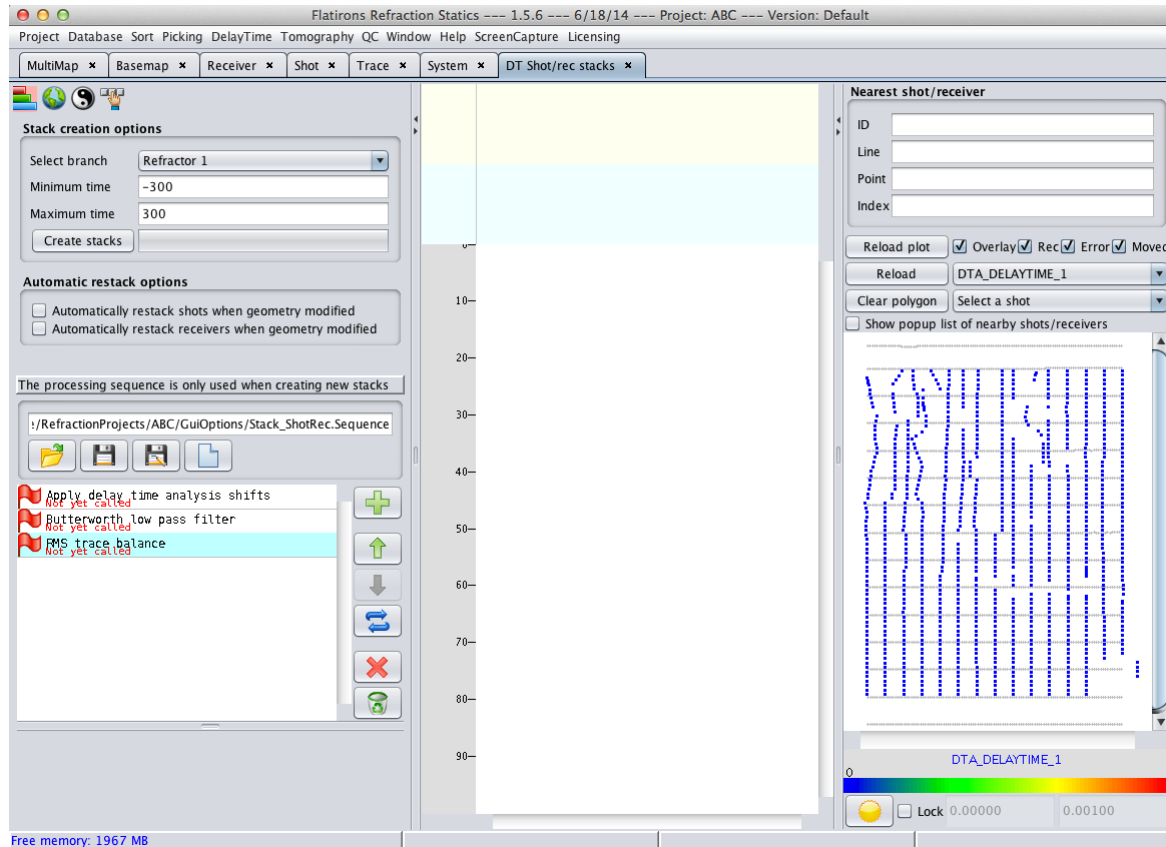 Flatirons Refraction Statics --- 1.5.6 --- 6/18/14 --- Project: ABC --- Version: Default
Project Database Sort Picking DelayTime Tomography QC Window Help ScreenCapture Licensing
MultiMap × Basemap × Receiver × Shot × Trace × System × DT Shot/rec stacks ×
Stack creation options
Select branch Refractor 1
Minimum time -300
Maximum time 300
Create stacks
Automatic restack options
Automatically restack shots when geometry modified
Automatically restack receivers when geometry modified
The processing sequence is only used when creating new stacks
:/RefractionProjects/ABC/GuiOptions/Stack_ShotRec.Sequence
Apply delay time analysis shifts
Not yet called
Butterworth low pass filter
Not yet called
RMS trace balance
Not yet called
0
10
20
30
40
50
60
70
80
90
Nearest shot/receiver
ID
Line
Point
Index
Reload plot Overlay Rec Error Moved
Reload DTA_DELAYTIME_1
Clear polygon Select a shot
Show popup list of nearby shots/receivers
DTA_DELAYTIME_1
0
Lock 0.00000 0.00100
Free memory: 1967 MB